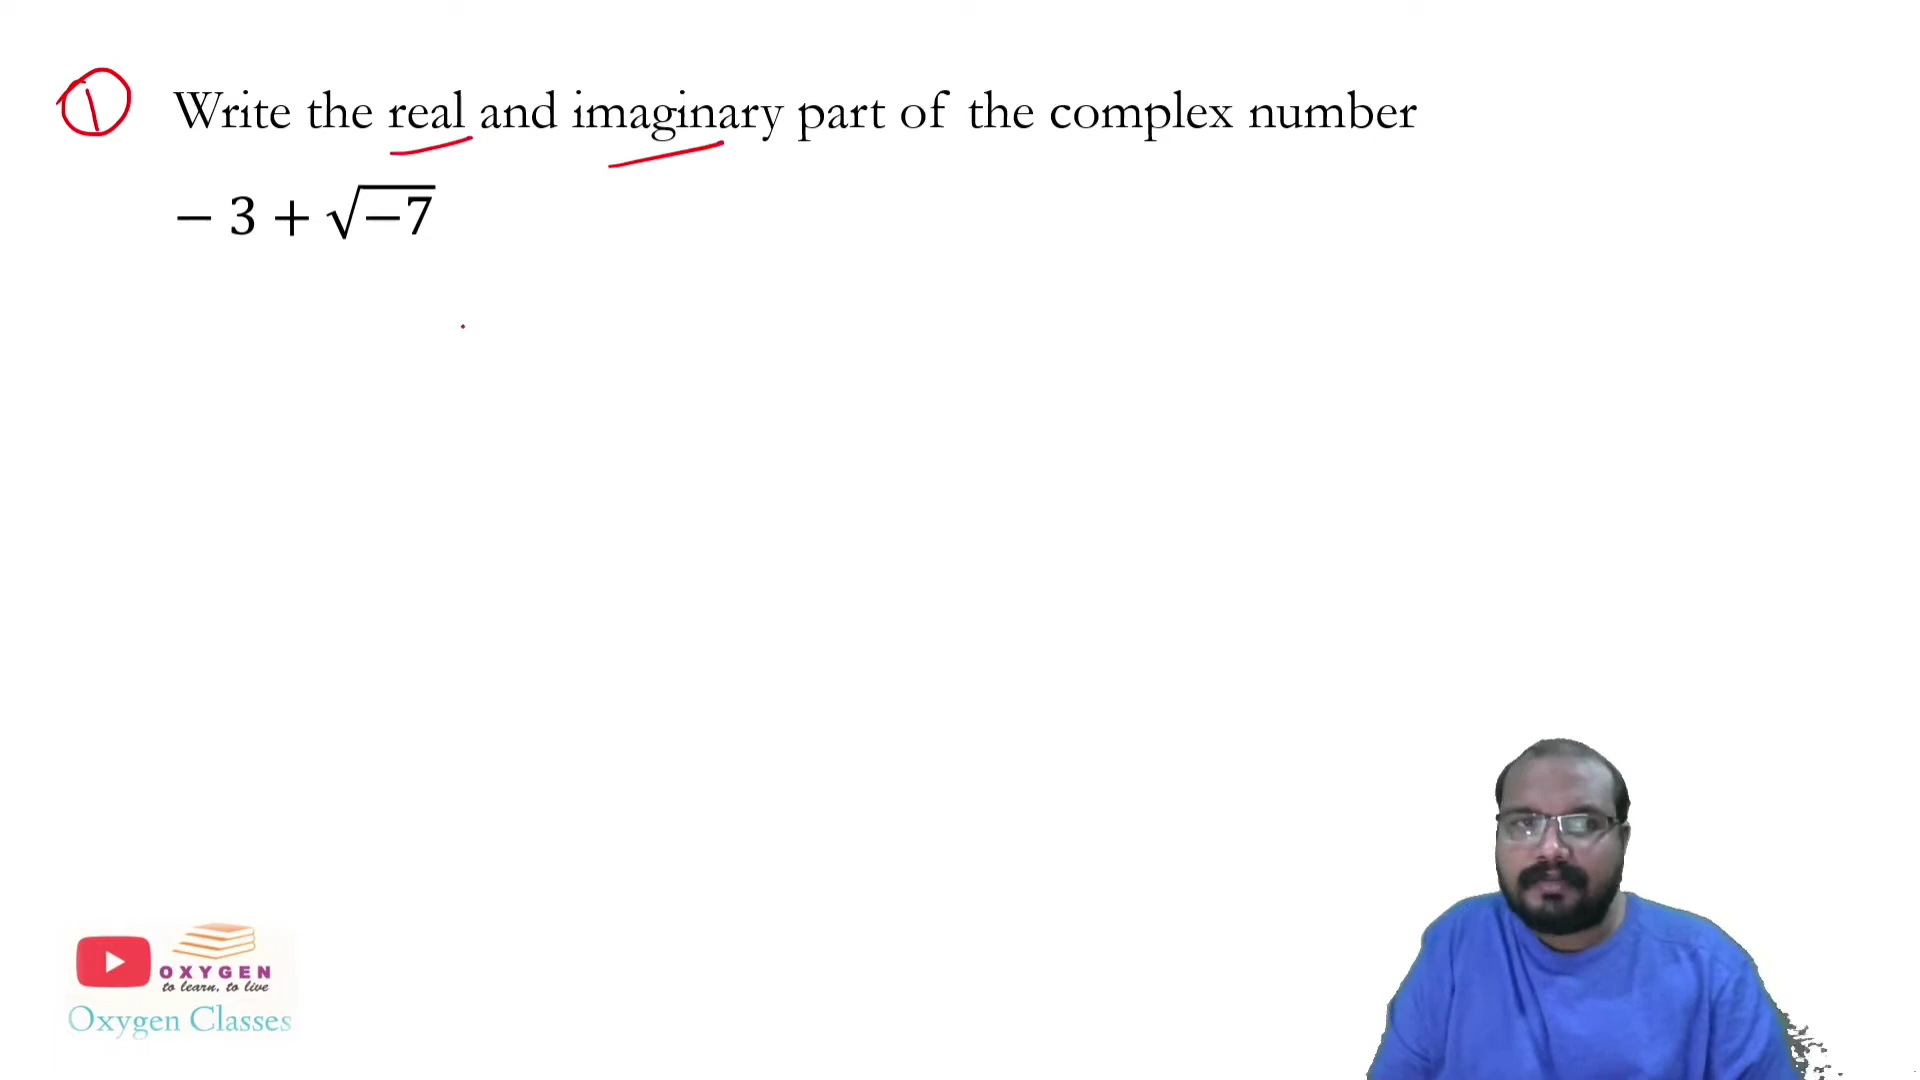 1 Write the real and imaginary part of the complex number
− 3 + √−7
OXYGEN
to learn, to live
Oxygen Classes